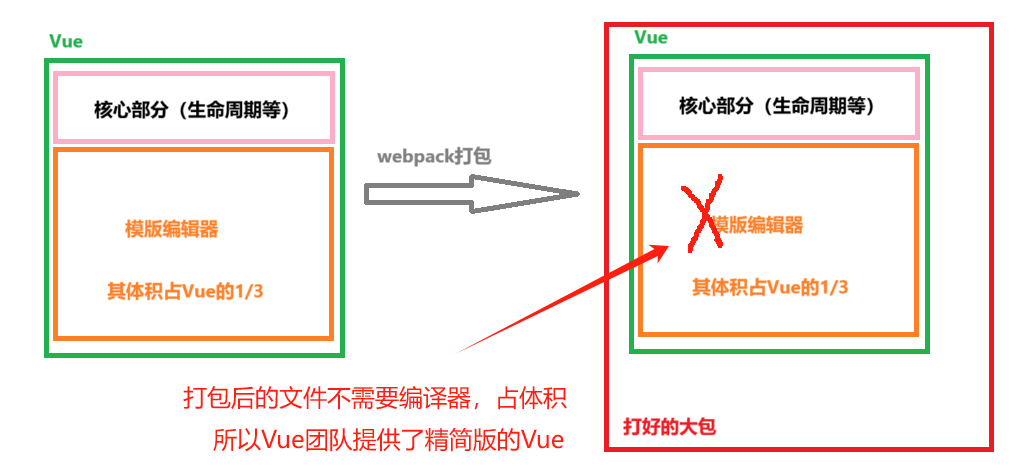 Vue
核心部分（生命周期等）
模版编辑器
其体积占Vue的1/3
webpack打包
Vue
核心部分（生命周期等）
模版编辑器
其体积占Vue的1/3
打包后的文件不需要编译器，占体积
所以Vue团队提供了精简版的Vue
打好的大包